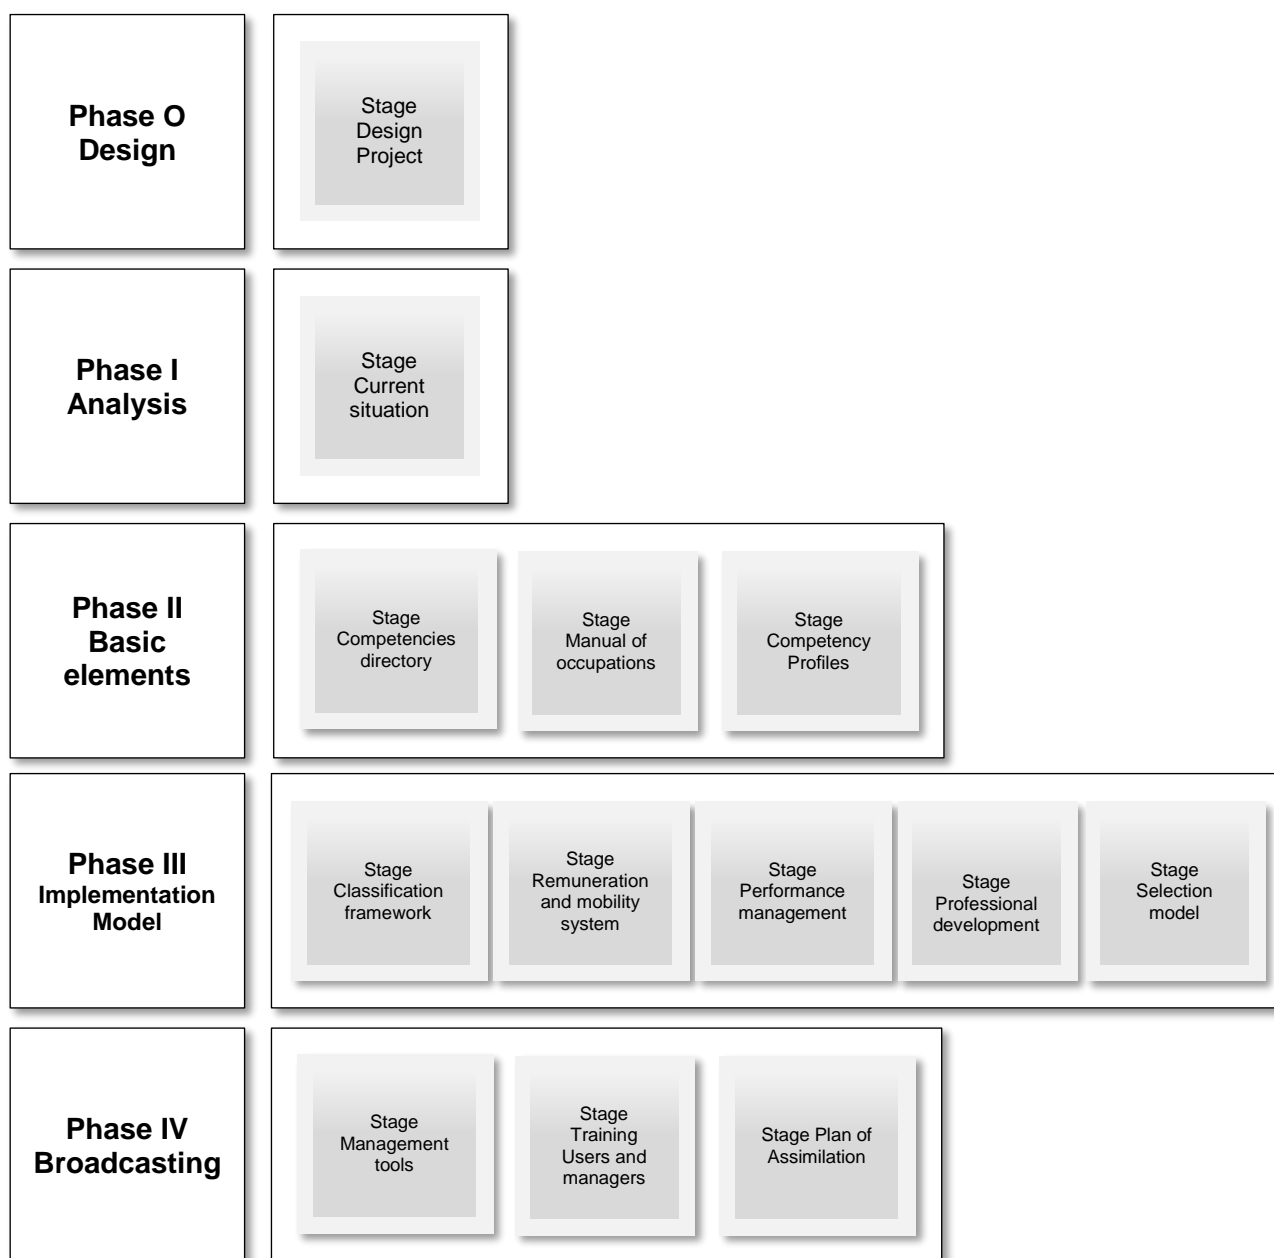 Phase O
Design
Stage
Design
Project
Phase I
Analysis
Stage
Current
situation
Phase II
Basic
elements
Stage
Competencies
directory
Stage
Manual of
occupations
Stage
Competency
Profiles
Phase III
Implementation
Model
Stage
Classification
framework
Stage
Remuneration
and mobility
system
Stage
Performance
management
Stage
Professional
development
Stage
Selection
model
Phase IV
Broadcasting
Stage
Management
tools
Stage
Training
Users and
managers
Stage Plan of
Assimilation